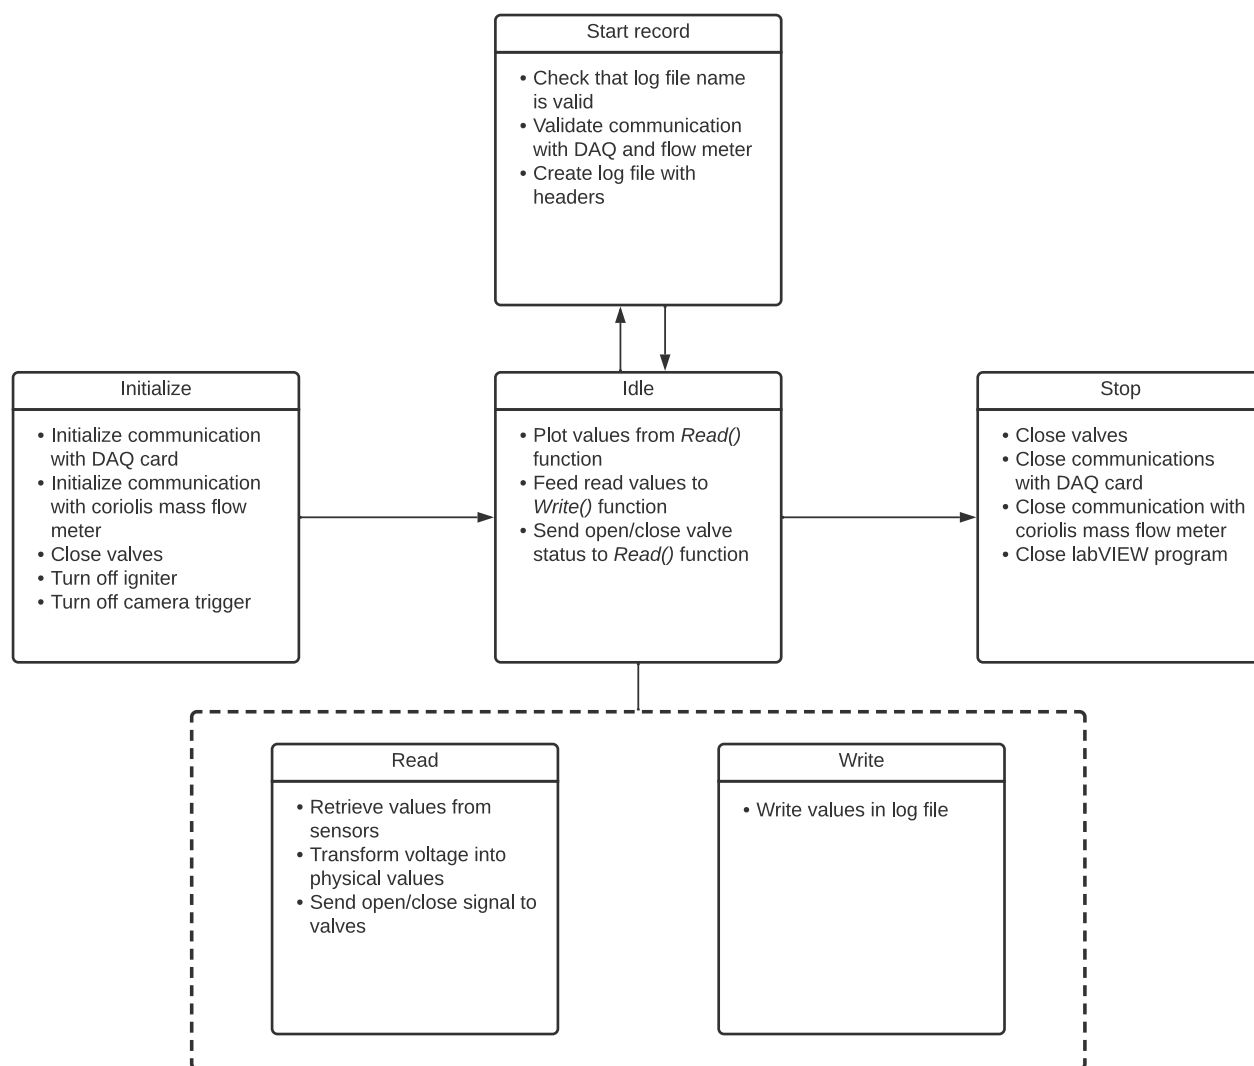 Start record
• Check that log file name
is valid
• Validate communication
with DAQ and flow meter
• Create log file with
headers
Initialize
• Initialize communication
with DAQ card
• Initialize communication
with coriolis mass flow
meter
• Close valves
• Turn off igniter
• Turn off camera trigger
Idle
• Plot values from Read()
function
• Feed read values to
Write() function
• Send open/close valve
status to Read() function
Stop
• Close valves
• Close communications
with DAQ card
• Close communication with
coriolis mass flow meter
• Close labVIEW program
Read
• Retrieve values from
sensors
• Transform voltage into
physical values
• Send open/close signal to
valves
Write
• Write values in log file